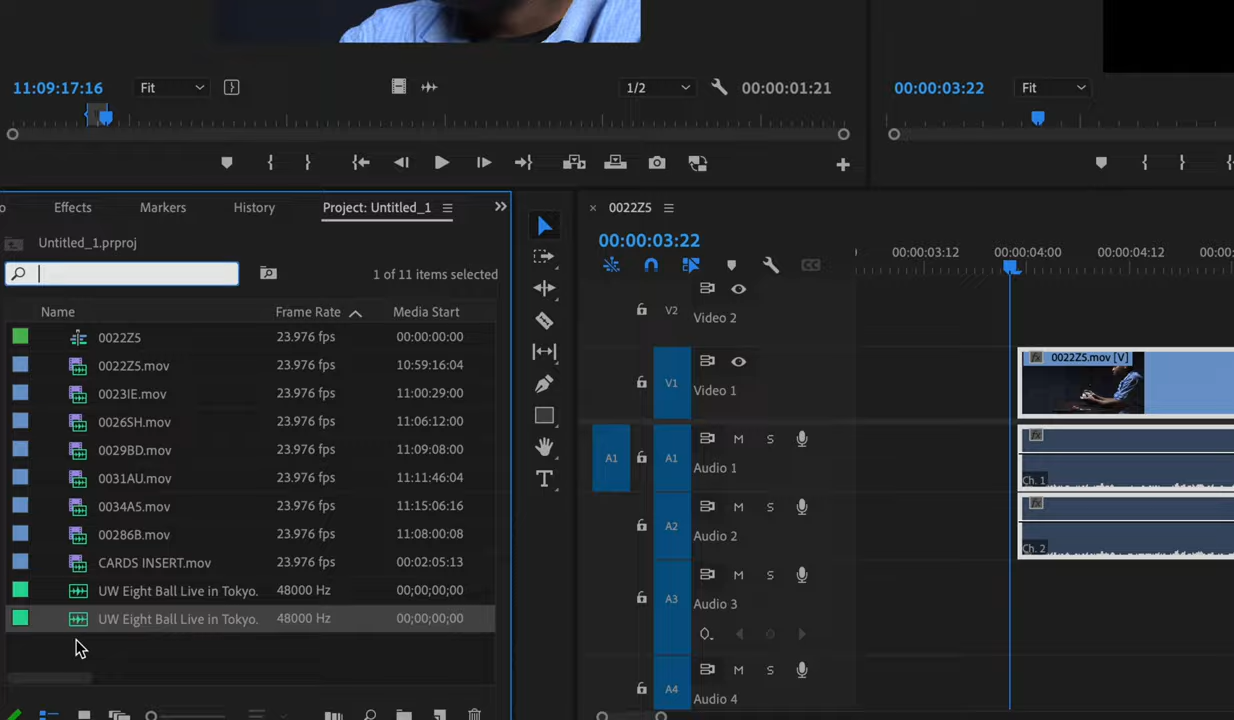 11:09:17:16 Fit 1/2 00:00:01:21 00:00:03:22 Fit
Effects Markers History Project: Untitled_1
Untitled_1.prproj
1 of 11 items selected
Name Frame Rate Media Start
0022Z5 23.976 fps 00:00:00:00
0022Z5.mov 23.976 fps 10:59:16:04
0023IE.mov 23.976 fps 11:00:29:00
0026SH.mov 23.976 fps 11:06:12:00
0029BD.mov 23.976 fps 11:09:08:00
0031AU.mov 23.976 fps 11:11:46:04
0034A5.mov 23.976 fps 11:15:06:16
00286B.mov 23.976 fps 11:08:00:08
CARDS INSERT.mov 23.976 fps 00:02:05:13
UW Eight Ball Live in Tokyo. 48000 Hz 00;00;00;00
UW Eight Ball Live in Tokyo. 48000 Hz 00;00;00;00
0022Z5
00:00:03:22
00:00:03:12 00:00:04:00 00:00:04:12
V2 Video 2
V1 Video 1
0022Z5.mov [V]
A1 A1 M S
Audio 1
Ch. 1
A2 M S
Audio 2
Ch. 2
A3 M S
Audio 3
A4 M S
Audio 4
T
CC